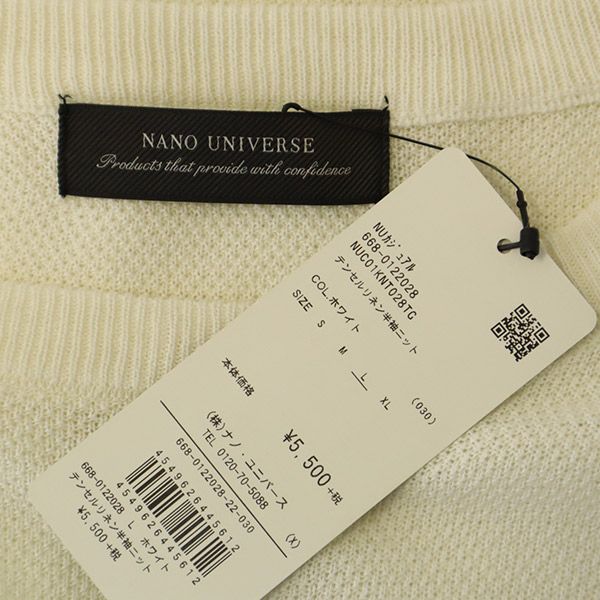 NANO UNIVERSE
Products that provide with confidence
NUカジュアル
668-0122028
NUC01KNT028TG
テンセルリネン半袖ニット
COL.ホワイト
SIZE S M L XL (030)
本体価格 ¥5,500+税
(株)ナノ・ユニバース
TEL 0120-70-5088 (X)
668-0122028-22-030
4549626445612
4549626445612
668-0122028 L ホワイト
テンセルリネン半袖ニット
¥5,500+税